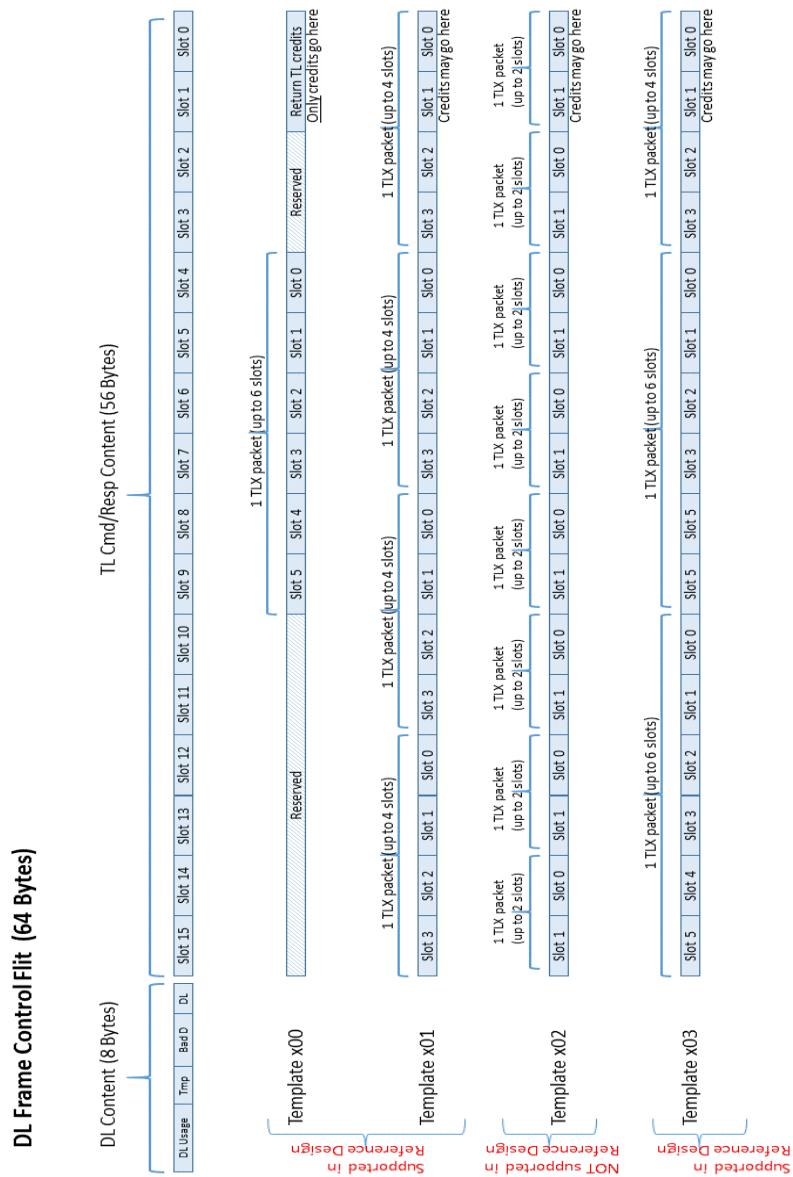 DL Frame Control Flit (64 Bytes)
DL Content (8 Bytes)
TL Cmd/Resp Content (56 Bytes)
DL Usage Tmp Bad D DL Slot 15 Slot 14 Slot 13 Slot 12 Slot 11 Slot 10 Slot 9 Slot 8 Slot 7 Slot 6 Slot 5 Slot 4 Slot 3 Slot 2 Slot 1 Slot 0
1 TLX packet (up to 6 slots)
Template x00
Reserved Slot 5 Slot 4 Slot 3 Slot 2 Slot 1 Slot 0 Reserved Return TL credits
Only credits go here
Supported in
Reference Design
1 TLX packet (up to 4 slots) 1 TLX packet (up to 4 slots) 1 TLX packet (up to 4 slots) 1 TLX packet (up to 4 slots)
Template x01
Slot 3 Slot 2 Slot 1 Slot 0 Slot 3 Slot 2 Slot 1 Slot 0 Slot 3 Slot 2 Slot 1 Slot 0 Slot 3 Slot 2 Slot 1 Slot 0
Credits may go here
1 TLX packet 1 TLX packet 1 TLX packet 1 TLX packet 1 TLX packet 1 TLX packet 1 TLX packet 1 TLX packet
(up to 2 slots) (up to 2 slots) (up to 2 slots) (up to 2 slots) (up to 2 slots) (up to 2 slots) (up to 2 slots) (up to 2 slots)
Template x02
Slot 1 Slot 0 Slot 1 Slot 0 Slot 1 Slot 0 Slot 1 Slot 0 Slot 1 Slot 0 Slot 1 Slot 0 Slot 1 Slot 0 Slot 1 Slot 0
Credits may go here
NOT supported in
Reference Design
1 TLX packet (up to 6 slots) 1 TLX packet (up to 6 slots) 1 TLX packet (up to 4 slots)
Template x03
Slot 5 Slot 4 Slot 3 Slot 2 Slot 1 Slot 0 Slot 5 Slot 5 Slot 3 Slot 2 Slot 1 Slot 0 Slot 3 Slot 2 Slot 1 Slot 0
Credits may go here
Supported in
Reference Design